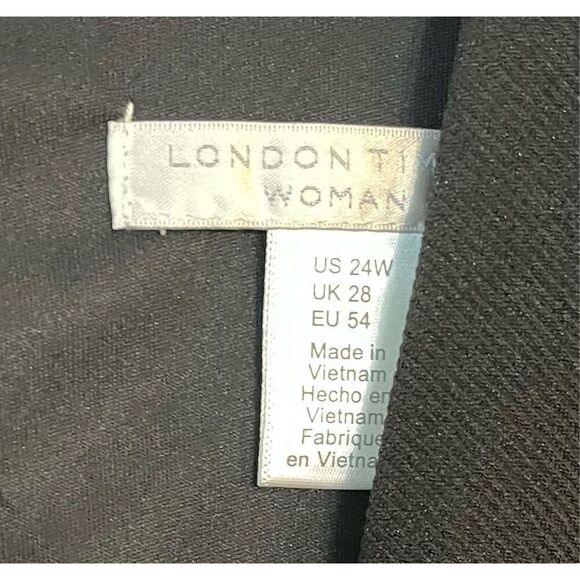 LONDON TIM
WOMAN
US 24W
UK 28
EU 54
Made in
Vietnam
Hecho en
Vietnam
Fabrique
en Vietna